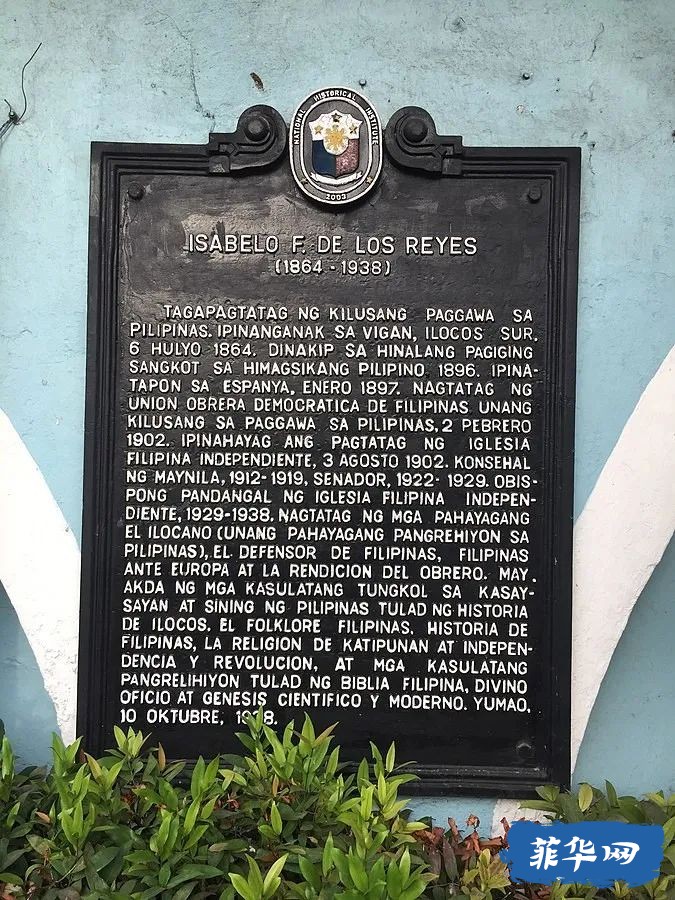 NATIONAL HISTORICAL INSTITUTE
2003
ISABELO F. DE LOS REYES
(1864 - 1938)
TAGAPAGTATAG NG KILUSANG PAGGAWA SA
PILIPINAS. IPINANGANAK SA VIGAN, ILOCOS SUR,
6 HULYO 1864. DINAKIP SA HINALANG PAGIGING
SANGKOT SA HIMAGSIKANG PILIPINO, 1896. IPINA-
TAPON SA ESPANYA, ENERO 1897. NAGTATAG NG
UNION OBRERA DEMOCRATICA DE FILIPINAS UNANG
KILUSANG SA PAGGAWA SA PILIPINAS, 2 PEBRERO
1902. IPINAHAYAG ANG PAGTATAG NG IGLESIA
FILIPINA INDEPENDIENTE, 3 AGOSTO 1902. KONSEHAL
NG MAYNILA, 1912-1919, SENADOR, 1922-1929. OBIS-
PONG PANDANGAL NG IGLESIA FILIPINA INDEPEN-
DIENTE, 1929-1938. NAGTATAG NG MGA PAHAYAGANG
EL ILOCANO (UNANG PAHAYAGANG PANGREHIYON SA
PILIPINAS), EL DEFENSOR DE FILIPINAS, FILIPINAS
ANTE EUROPA AT LA RENDICION DEL OBRERO. MAY.
AKDA NG MGA KASULATANG TUNGKOL SA KASAY-
SAYAN AT SINING NG PILIPINAS TULAD NG HISTORIA
DE ILOCOS. EL FOLKLORE FILIPINAS. HISTORIA DE
FILIPINAS, LA RELIGION DE KATIPUNAN AT INDEPEN-
DENCIA Y REVOLUCION, AT MGA KASULATANG
PANGRELIHIYON TULAD NG BIBLIA FILIPINA, DIVINO
OFICIO AT GENESIS CIENTIFICO Y MODERNO. YUMAO,
10 OKTUBRE,
菲华网